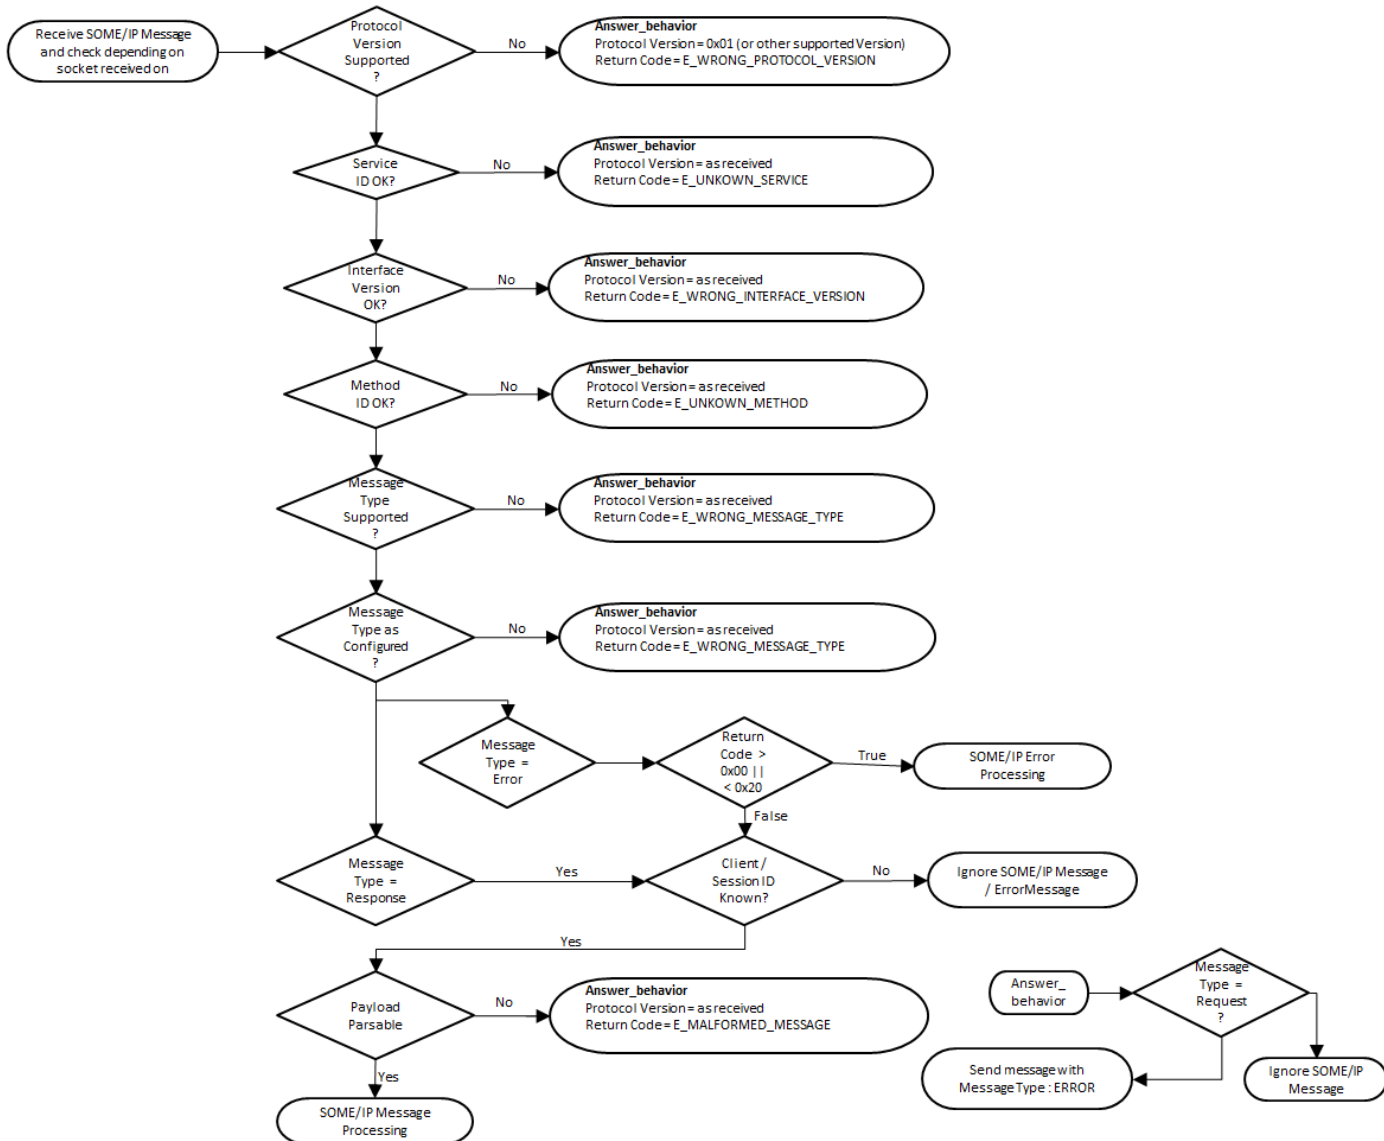 Receive SOME/IP Message
and check depending on
socket received on
Protocol
Version
Supported
?
No
Answer_behavior
Protocol Version = 0x01 (or other supported Version)
Return Code = E_WRONG_PROTOCOL_VERSION
Service
ID OK?
No
Answer_behavior
Protocol Version = as received
Return Code = E_UNKOWN_SERVICE
Interface
Version
OK?
No
Answer_behavior
Protocol Version = as received
Return Code = E_WRONG_INTERFACE_VERSION
Method
ID OK?
No
Answer_behavior
Protocol Version = as received
Return Code = E_UNKOWN_METHOD
Message
Type
Supported
?
No
Answer_behavior
Protocol Version = as received
Return Code = E_WRONG_MESSAGE_TYPE
Message
Type as
Configured
?
No
Answer_behavior
Protocol Version = as received
Return Code = E_WRONG_MESSAGE_TYPE
Message
Type =
Error
Return
Code >
0x00 ||
< 0x20
True
SOME/IP Error
Processing
False
Message
Type =
Response
Yes
Client /
Session ID
Known?
No
Ignore SOME/IP Message
/ ErrorMessage
Yes
Payload
Parsable
No
Answer_behavior
Protocol Version = as received
Return Code = E_MALFORMED_MESSAGE
Yes
SOME/IP Message
Processing
Answer_
behavior
Message
Type =
Request
?
Send message with
Message Type : ERROR
Ignore SOME/IP
Message